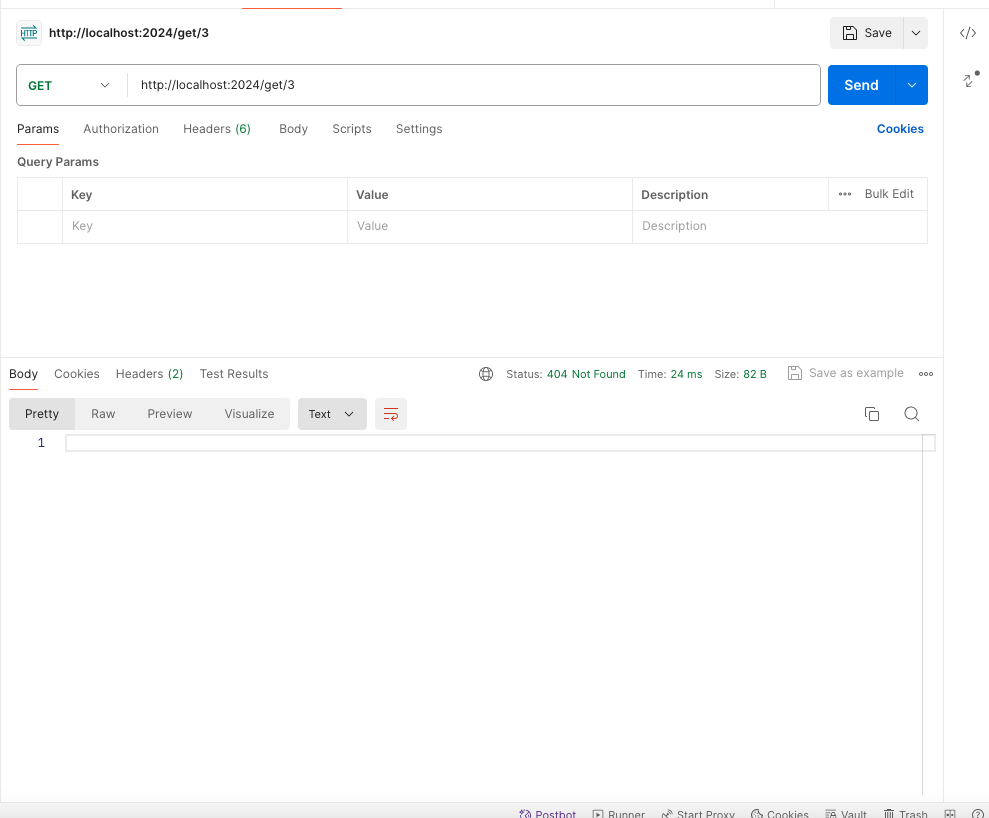 HTTP http://localhost:2024/get/3 Save
GET http://localhost:2024/get/3 Send
Params Authorization Headers (6) Body Scripts Settings Cookies
Query Params
Key Value Description Bulk Edit
Key Value Description
Body Cookies Headers (2) Test Results Status: 404 Not Found Time: 24 ms Size: 82 B Save as example
Pretty Raw Preview Visualize Text
1
Postbot Runner Start Proxy Cookies Vault Trash